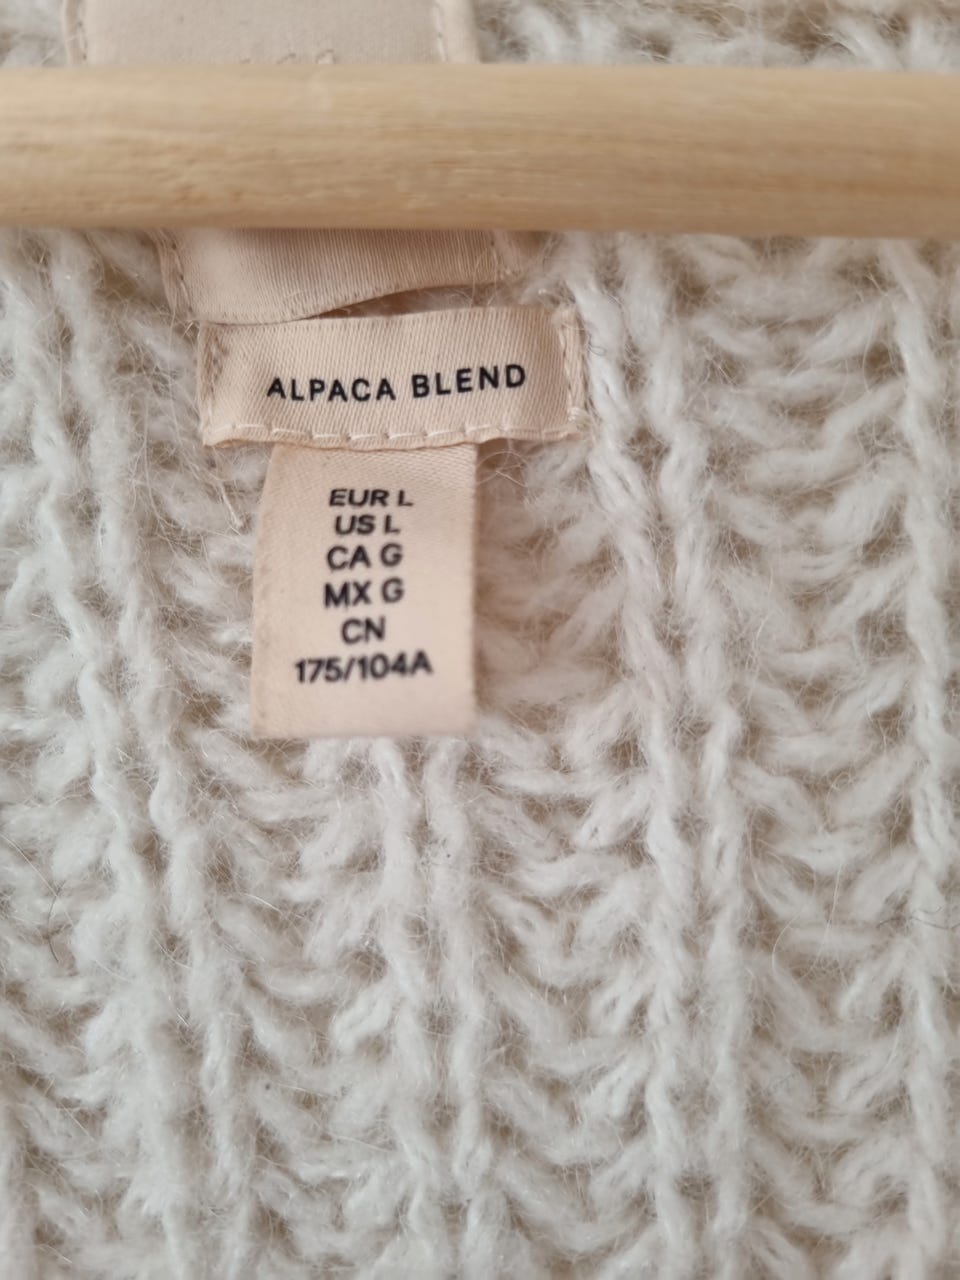 ALPACA BLEND
EUR L
US L
CA G
MX G
CN
175/104A